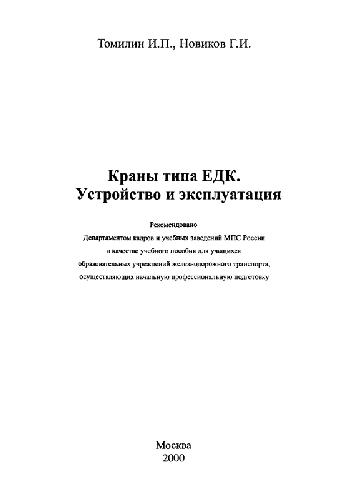 Томилин И.П., Новиков Г.И.
Краны типа ЕДК.
Устройство и эксплуатация
Рекомендовано
Департаментом кадров и учебных заведений МПС России
в качестве учебного пособия для учащихся
образовательных учреждений железнодорожного транспорта,
осуществляющих начальную профессиональную подготовку
Москва
2000